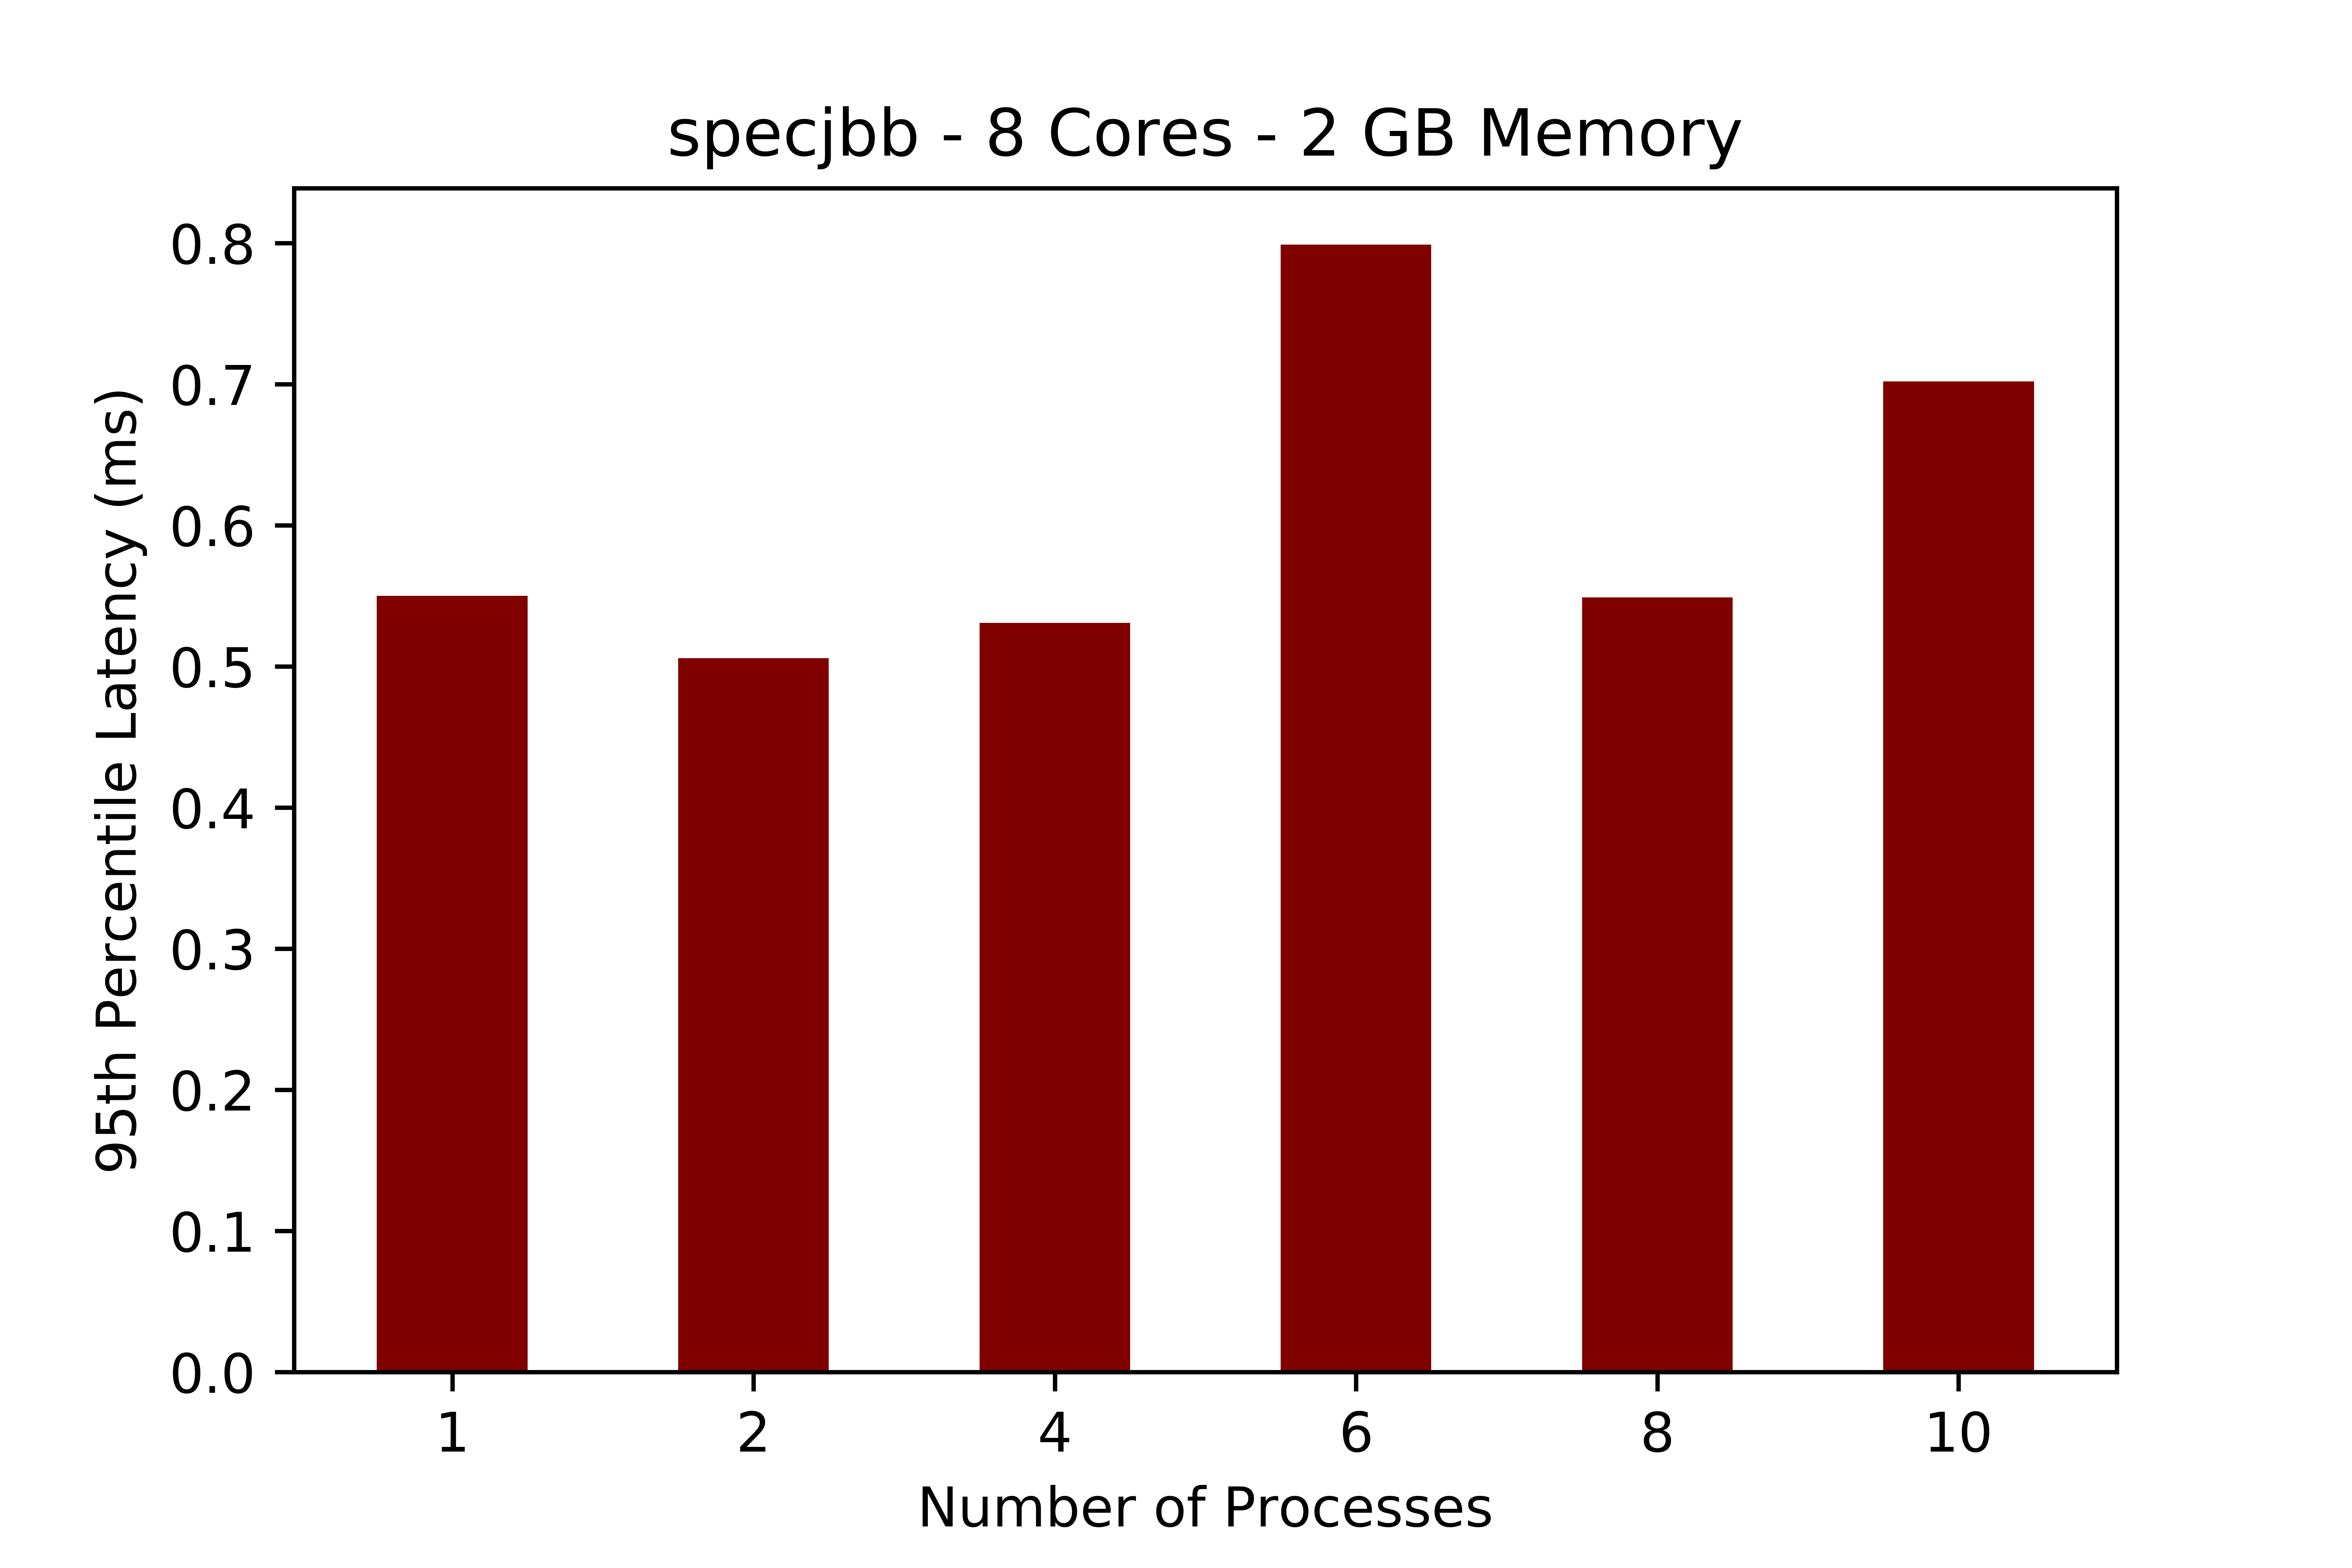 specjbb - 8 Cores - 2 GB Memory
95th Percentile Latency (ms)
0.8
0.7
0.6
0.5
0.4
0.3
0.2
0.1
0.0
1 2 4 6 8 10
Number of Processes